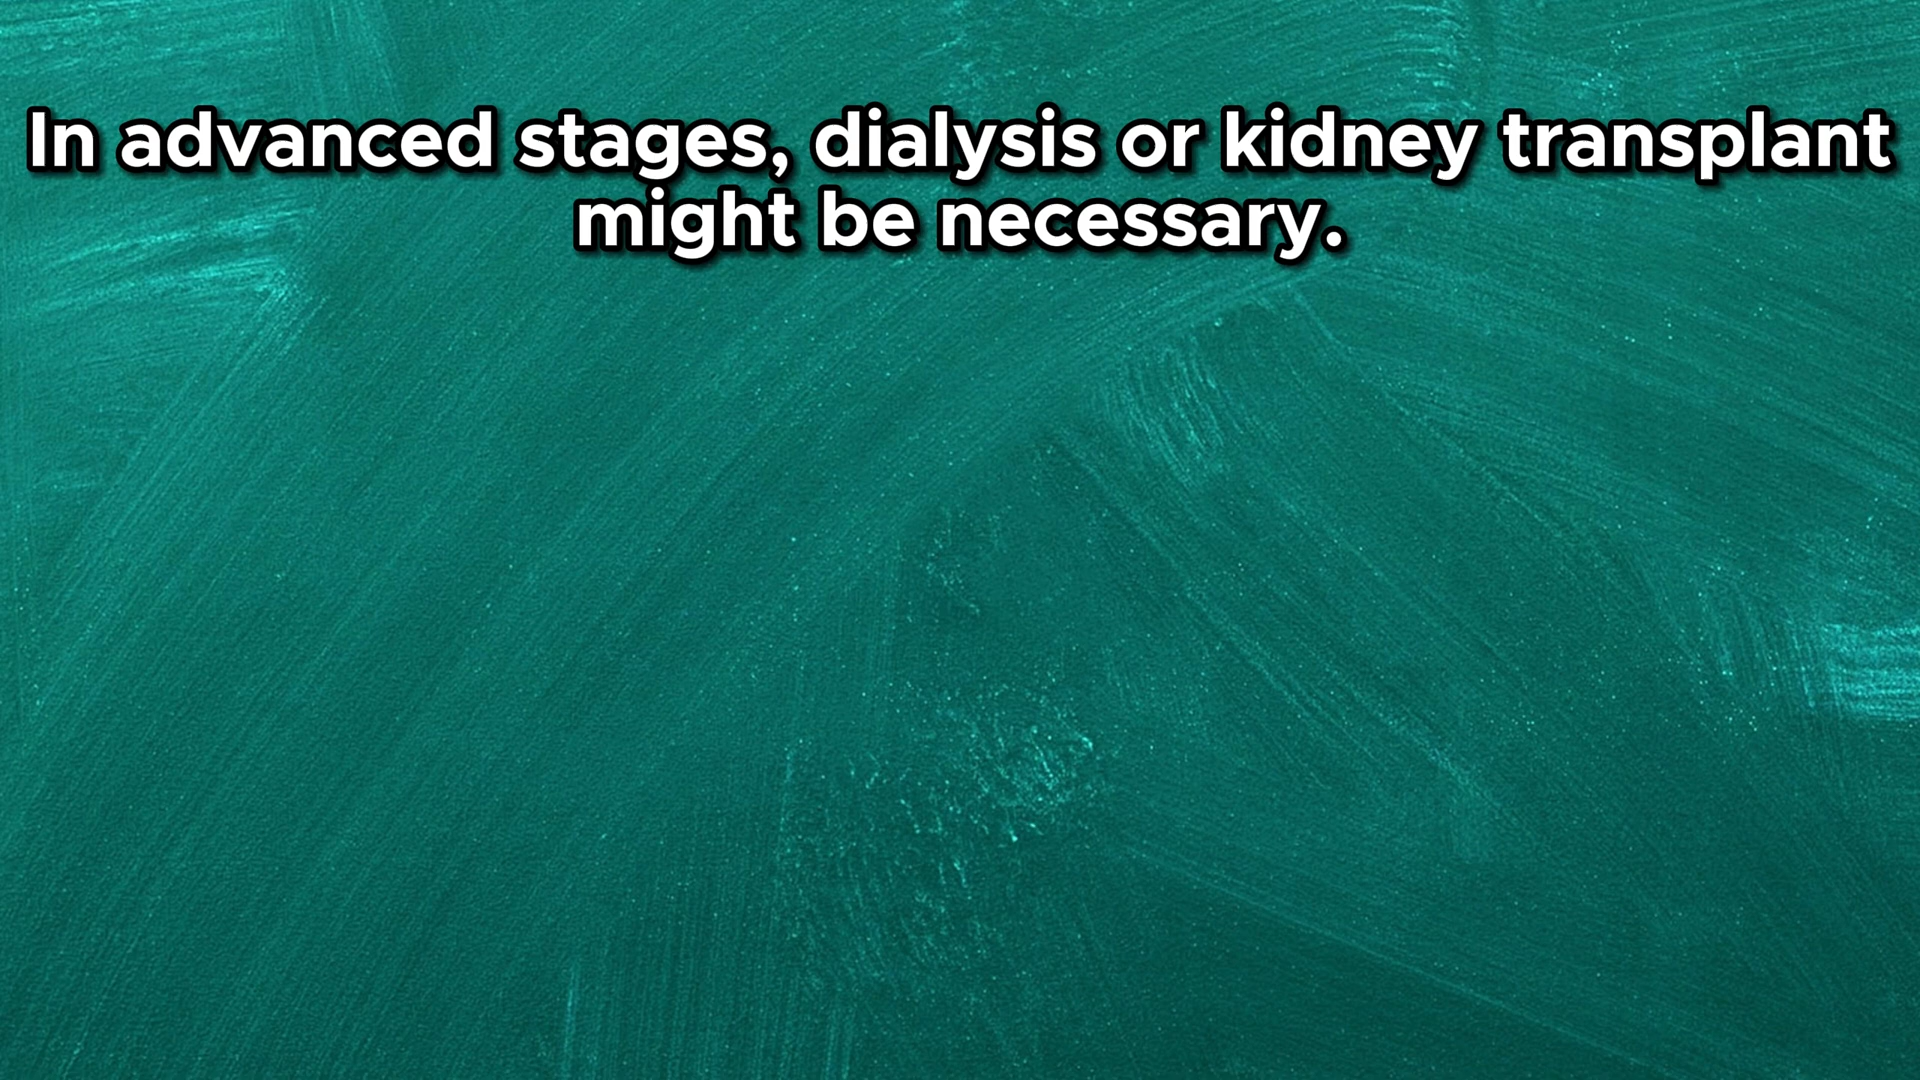 In advanced stages, dialysis or kidney transplant
might be necessary.